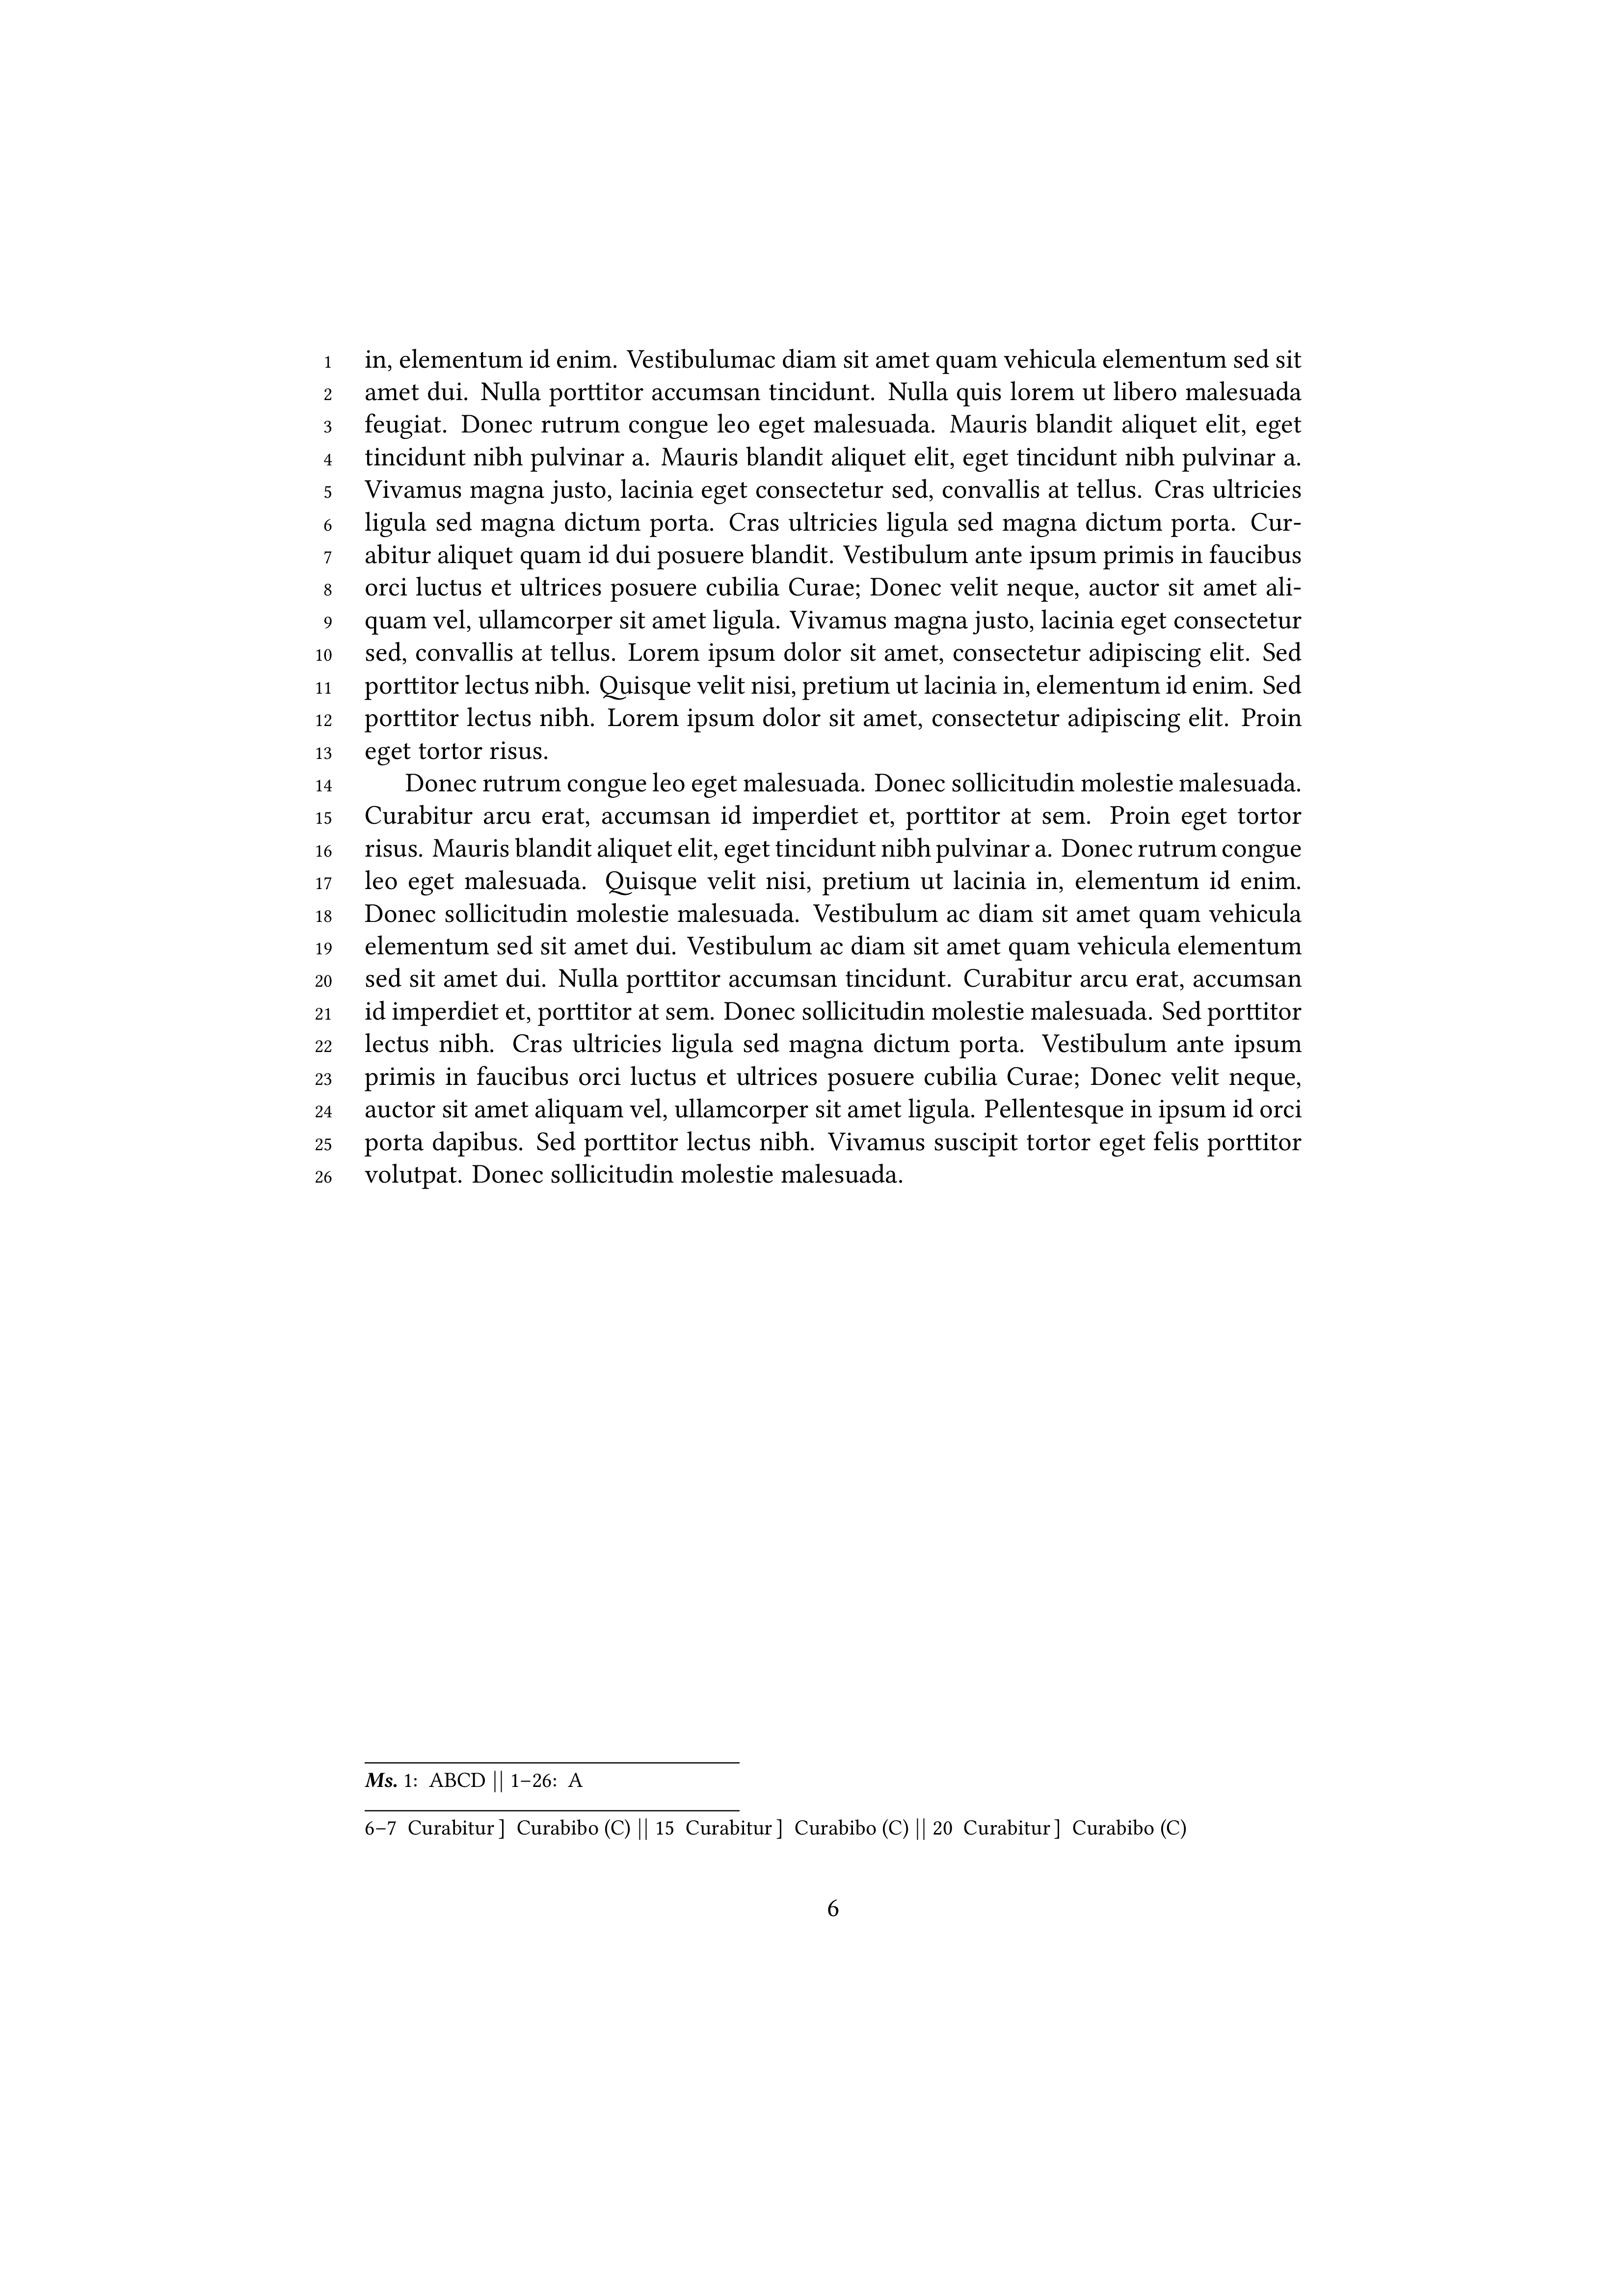 1 in, elementum id enim. Vestibulumac diam sit amet quam vehicula elementum sed sit
2 amet dui. Nulla porttitor accumsan tincidunt. Nulla quis lorem ut libero malesuada
3 feugiat. Donec rutrum congue leo eget malesuada. Mauris blandit aliquet elit, eget
4 tincidunt nibh pulvinar a. Mauris blandit aliquet elit, eget tincidunt nibh pulvinar a.
5 Vivamus magna justo, lacinia eget consectetur sed, convallis at tellus. Cras ultricies
6 ligula sed magna dictum porta. Cras ultricies ligula sed magna dictum porta. Cur-
7 abitur aliquet quam id dui posuere blandit. Vestibulum ante ipsum primis in faucibus
8 orci luctus et ultrices posuere cubilia Curae; Donec velit neque, auctor sit amet ali-
9 quam vel, ullamcorper sit amet ligula. Vivamus magna justo, lacinia eget consectetur
10 sed, convallis at tellus. Lorem ipsum dolor sit amet, consectetur adipiscing elit. Sed
11 porttitor lectus nibh. Quisque velit nisi, pretium ut lacinia in, elementum id enim. Sed
12 porttitor lectus nibh. Lorem ipsum dolor sit amet, consectetur adipiscing elit. Proin
13 eget tortor risus.
14 Donec rutrum congue leo eget malesuada. Donec sollicitudin molestie malesuada.
15 Curabitur arcu erat, accumsan id imperdiet et, porttitor at sem. Proin eget tortor
16 risus. Mauris blandit aliquet elit, eget tincidunt nibh pulvinar a. Donec rutrum congue
17 leo eget malesuada. Quisque velit nisi, pretium ut lacinia in, elementum id enim.
18 Donec sollicitudin molestie malesuada. Vestibulum ac diam sit amet quam vehicula
19 elementum sed sit amet dui. Vestibulum ac diam sit amet quam vehicula elementum
20 sed sit amet dui. Nulla porttitor accumsan tincidunt. Curabitur arcu erat, accumsan
21 id imperdiet et, porttitor at sem. Donec sollicitudin molestie malesuada. Sed porttitor
22 lectus nibh. Cras ultricies ligula sed magna dictum porta. Vestibulum ante ipsum
23 primis in faucibus orci luctus et ultrices posuere cubilia Curae; Donec velit neque,
24 auctor sit amet aliquam vel, ullamcorper sit amet ligula. Pellentesque in ipsum id orci
25 porta dapibus. Sed porttitor lectus nibh. Vivamus suscipit tortor eget felis porttitor
26 volutpat. Donec sollicitudin molestie malesuada.
Ms. 1: ABCD || 1–26: A
6–7 Curabitur ] Curabibo (C) || 15 Curabitur ] Curabibo (C) || 20 Curabitur ] Curabibo (C)
6